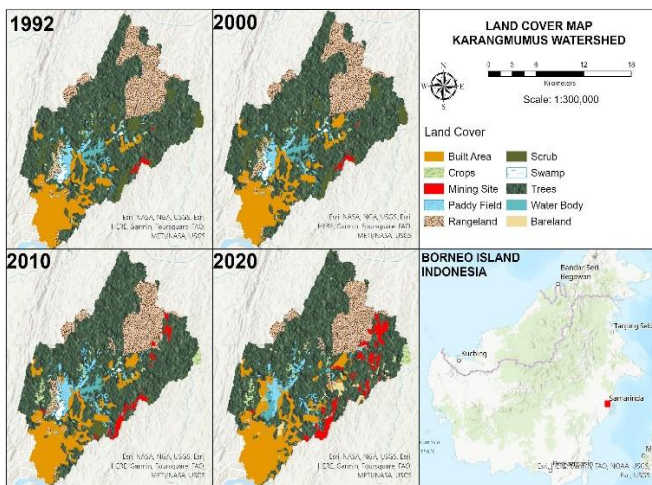 1992
2000
LAND COVER MAP
KARANGMUMUS WATERSHED
N
W E
S
0 3 6 12 18
Kilometers
Scale: 1:300,000
Land Cover
Built Area
Crops
Mining Site
Paddy Field
Rangeland
Scrub
Swamp
Trees
Water Body
Bareland
Esri, NASA, NGA, USGS, Esri,
HERE, Garmin, Foursquare, FAO,
METI/NASA, USGS
Esri, NASA, NGA, USGS, Esri,
HERE, Garmin, Foursquare, FAO,
METI/NASA, USGS
2010
2020
BORNEO ISLAND
INDONESIA
Bandar Seri
Begawan
Tanjung Selo
Kuching
Samarinda
Esri, NASA, NGA, USGS, Esri,
HERE, Garmin, Foursquare, FAO,
METI/NASA, USGS
Esri, NASA, NGA, USGS, Esri,
HERE, Garmin, Foursquare, FAO,
METI/NASA, USGS
FAO, NOAA, USGS,
Esri, USGS